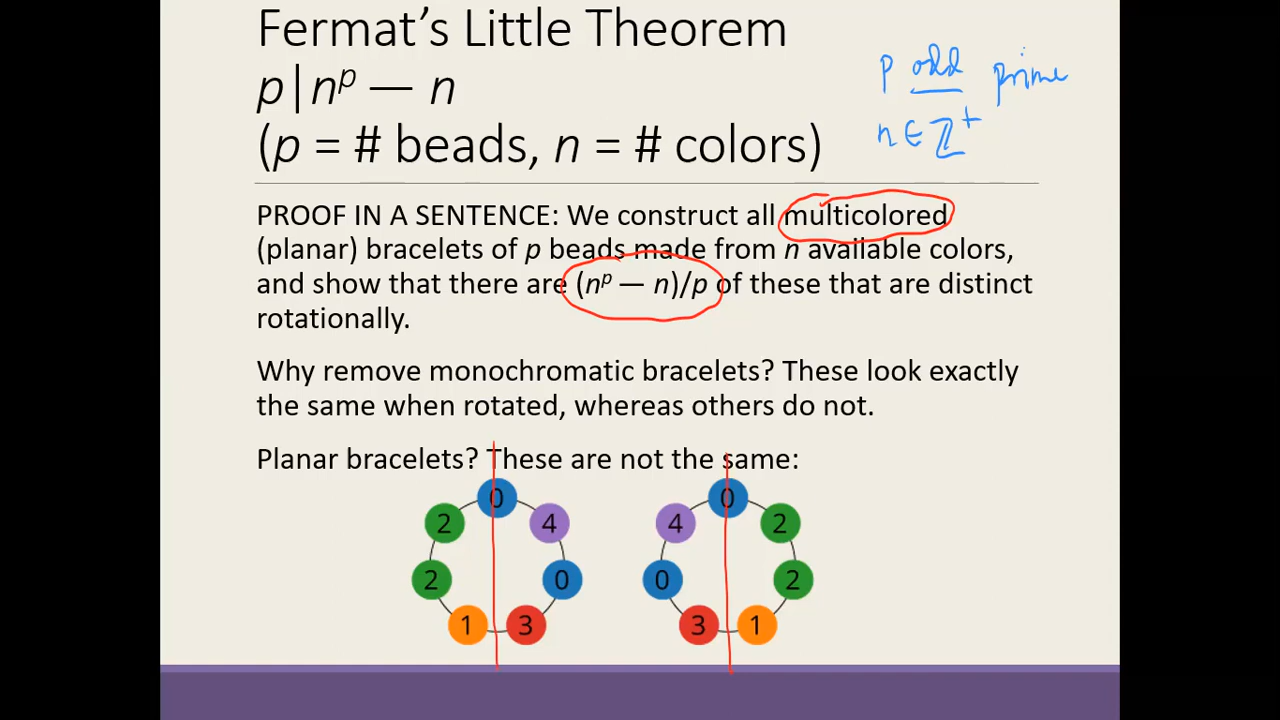 Fermat's Little Theorem
p|nᵖ — n
(p = # beads, n = # colors)
p odd prime
n ∈ ℤ⁺
PROOF IN A SENTENCE: We construct all multicolored
(planar) bracelets of p beads made from n available colors,
and show that there are (nᵖ — n)/p of these that are distinct
rotationally.
Why remove monochromatic bracelets? These look exactly
the same when rotated, whereas others do not.
Planar bracelets? These are not the same:
0
2 4
2 0
1 3
0
4 2
0 2
3 1